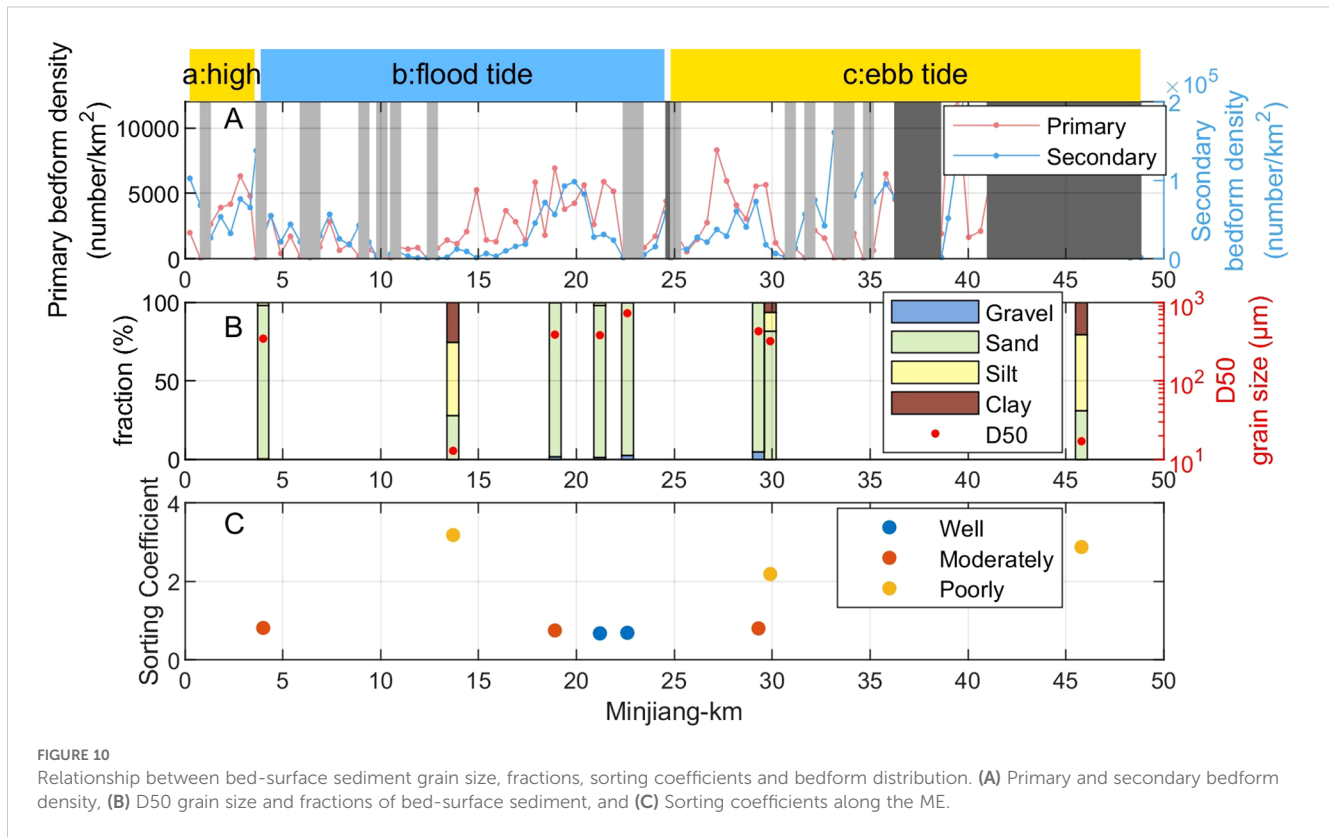 a:high b:flood tide c:ebb tide
Primary bedform density
(number/km²)
A
10000
5000
0
Primary
Secondary
×10⁵
2
1
0
Secondary
bedform density
(number/km²)
0 5 10 15 20 25 30 35 40 45 50
fraction (%)
B
100
50
0
Gravel
Sand
Silt
Clay
D50
10³
10²
10¹
D50
grain size (µm)
0 5 10 15 20 25 30 35 40 45 50
Sorting Coefficient
C
4
2
0
Well
Moderately
Poorly
0 5 10 15 20 25 30 35 40 45 50
Minjiang-km
FIGURE 10
Relationship between bed-surface sediment grain size, fractions, sorting coefficients and bedform distribution. (A) Primary and secondary bedform
density, (B) D50 grain size and fractions of bed-surface sediment, and (C) Sorting coefficients along the ME.